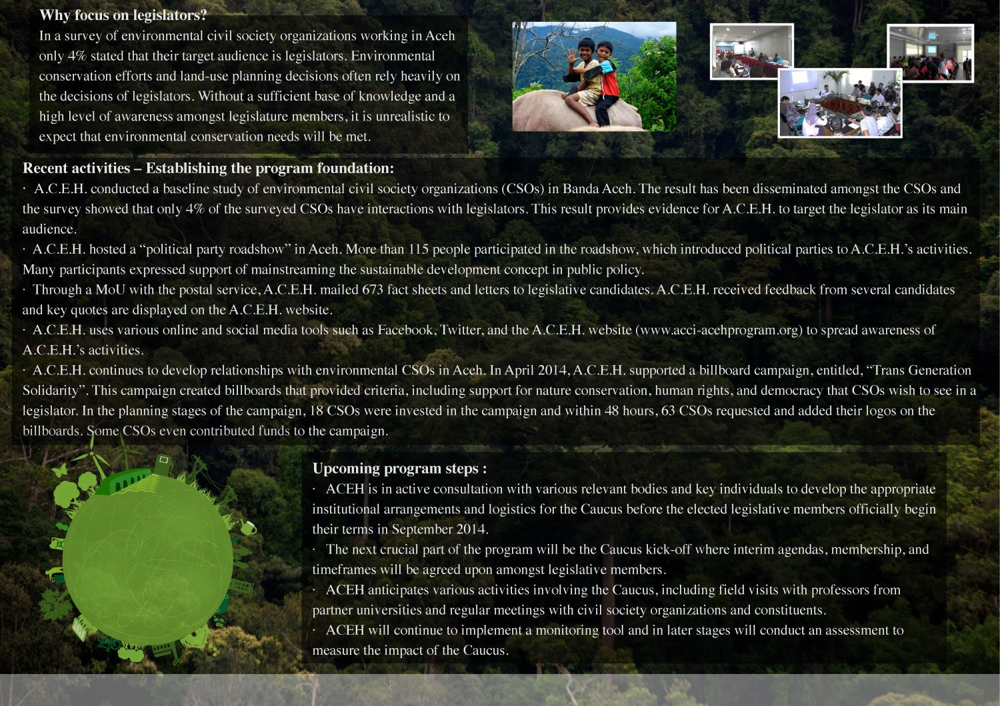 Why focus on legislators?
In a survey of environmental civil society organizations working in Aceh
only 4% stated that their target audience is legislators. Environmental
conservation efforts and land-use planning decisions often rely heavily on
the decisions of legislators. Without a sufficient base of knowledge and a
high level of awareness amongst legislature members, it is unrealistic to
expect that environmental conservation needs will be met.
Recent activities – Establishing the program foundation:
· A.C.E.H. conducted a baseline study of environmental civil society organizations (CSOs) in Banda Aceh. The result has been disseminated amongst the CSOs and
the survey showed that only 4% of the surveyed CSOs have interactions with legislators. This result provides evidence for A.C.E.H. to target the legislator as its main
audience.
· A.C.E.H. hosted a “political party roadshow” in Aceh. More than 115 people participated in the roadshow, which introduced political parties to A.C.E.H.’s activities.
Many participants expressed support of mainstreaming the sustainable development concept in public policy.
· Through a MoU with the postal service, A.C.E.H. mailed 673 fact sheets and letters to legislative candidates. A.C.E.H. received feedback from several candidates
and key quotes are displayed on the A.C.E.H. website.
· A.C.E.H. uses various online and social media tools such as Facebook, Twitter, and the A.C.E.H. website (www.acci-acehprogram.org) to spread awareness of
A.C.E.H.’s activities.
· A.C.E.H. continues to develop relationships with environmental CSOs in Aceh. In April 2014, A.C.E.H. supported a billboard campaign, entitled, “Trans Generation
Solidarity”. This campaign created billboards that provided criteria, including support for nature conservation, human rights, and democracy that CSOs wish to see in a
legislator. In the planning stages of the campaign, 18 CSOs were invested in the campaign and within 48 hours, 63 CSOs requested and added their logos on the
billboards. Some CSOs even contributed funds to the campaign.
Upcoming program steps :
· ACEH is in active consultation with various relevant bodies and key individuals to develop the appropriate
institutional arrangements and logistics for the Caucus before the elected legislative members officially begin
their terms in September 2014.
· The next crucial part of the program will be the Caucus kick-off where interim agendas, membership, and
timeframes will be agreed upon amongst legislative members.
· ACEH anticipates various activities involving the Caucus, including field visits with professors from
partner universities and regular meetings with civil society organizations and constituents.
· ACEH will continue to implement a monitoring tool and in later stages will conduct an assessment to
measure the impact of the Caucus.